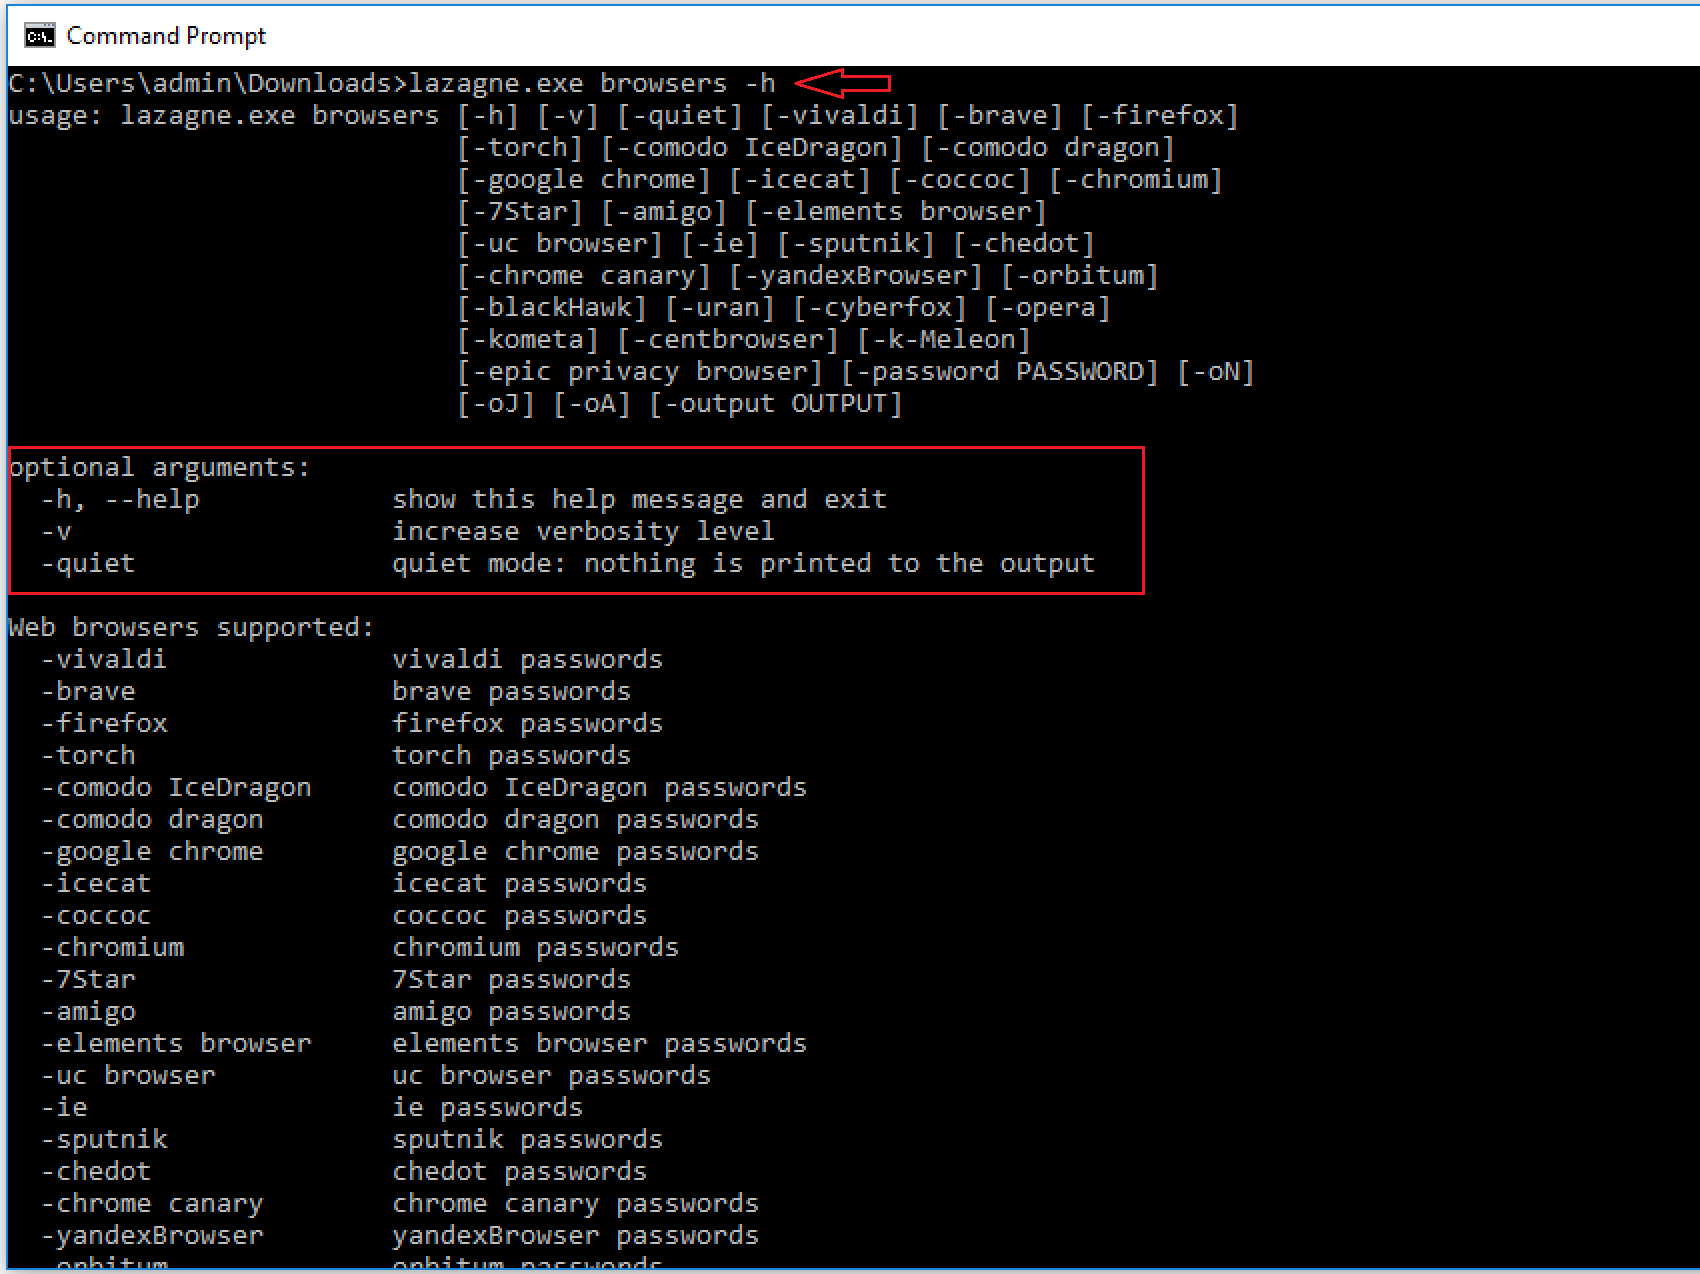 Command Prompt
C:\Users\admin\Downloads>lazagne.exe browsers -h
usage: lazagne.exe browsers [-h] [-v] [-quiet] [-vivaldi] [-brave] [-firefox]
[-torch] [-comodo IceDragon] [-comodo dragon]
[-google chrome] [-icecat] [-coccoc] [-chromium]
[-7Star] [-amigo] [-elements browser]
[-uc browser] [-ie] [-sputnik] [-chedot]
[-chrome canary] [-yandexBrowser] [-orbitum]
[-blackHawk] [-uran] [-cyberfox] [-opera]
[-kometa] [-centbrowser] [-k-Meleon]
[-epic privacy browser] [-password PASSWORD] [-oN]
[-oJ] [-oA] [-output OUTPUT]
optional arguments:
-h, --help show this help message and exit
-v increase verbosity level
-quiet quiet mode: nothing is printed to the output
Web browsers supported:
-vivaldi vivaldi passwords
-brave brave passwords
-firefox firefox passwords
-torch torch passwords
-comodo IceDragon comodo IceDragon passwords
-comodo dragon comodo dragon passwords
-google chrome google chrome passwords
-icecat icecat passwords
-coccoc coccoc passwords
-chromium chromium passwords
-7Star 7Star passwords
-amigo amigo passwords
-elements browser elements browser passwords
-uc browser uc browser passwords
-ie ie passwords
-sputnik sputnik passwords
-chedot chedot passwords
-chrome canary chrome canary passwords
-yandexBrowser yandexBrowser passwords
-orbitum orbitum passwords